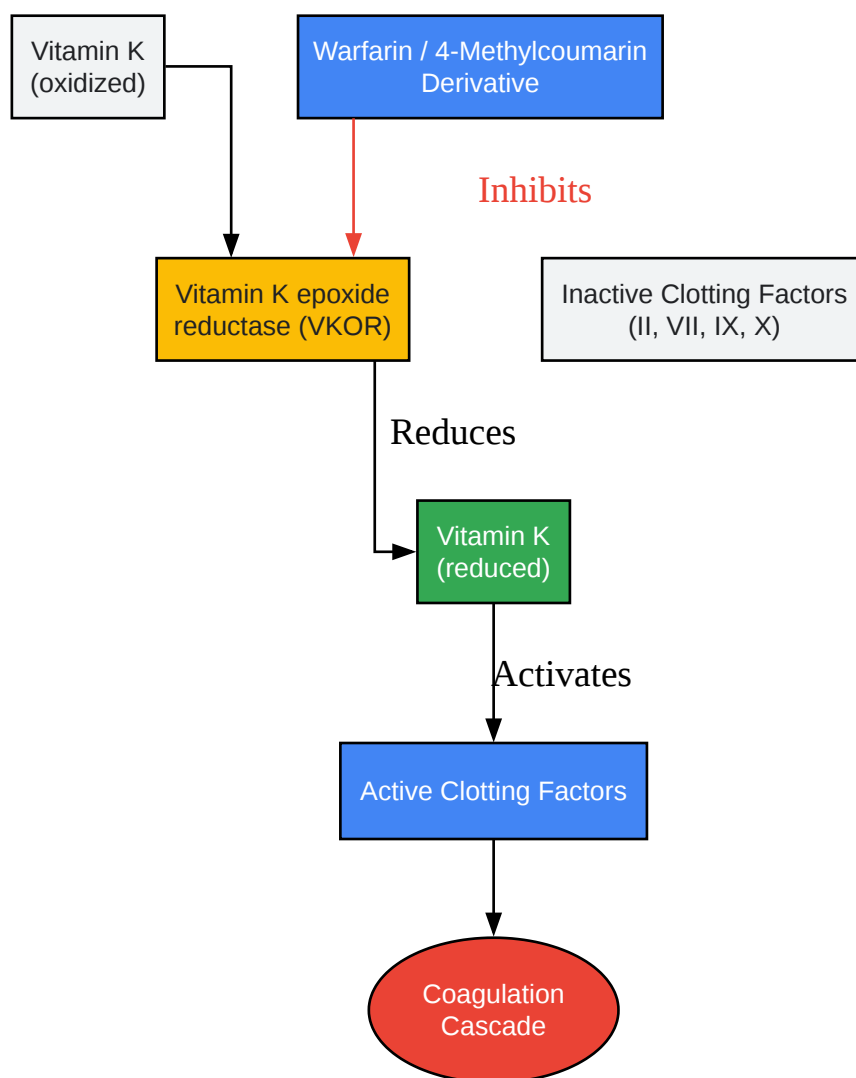 Vitamin K
(oxidized)
Warfarin / 4-Methylcoumarin
Derivative
Inhibits
Vitamin K epoxide
reductase (VKOR)
Inactive Clotting Factors
(II, VII, IX, X)
Reduces
Vitamin K
(reduced)
Activates
Active Clotting Factors
Coagulation
Cascade